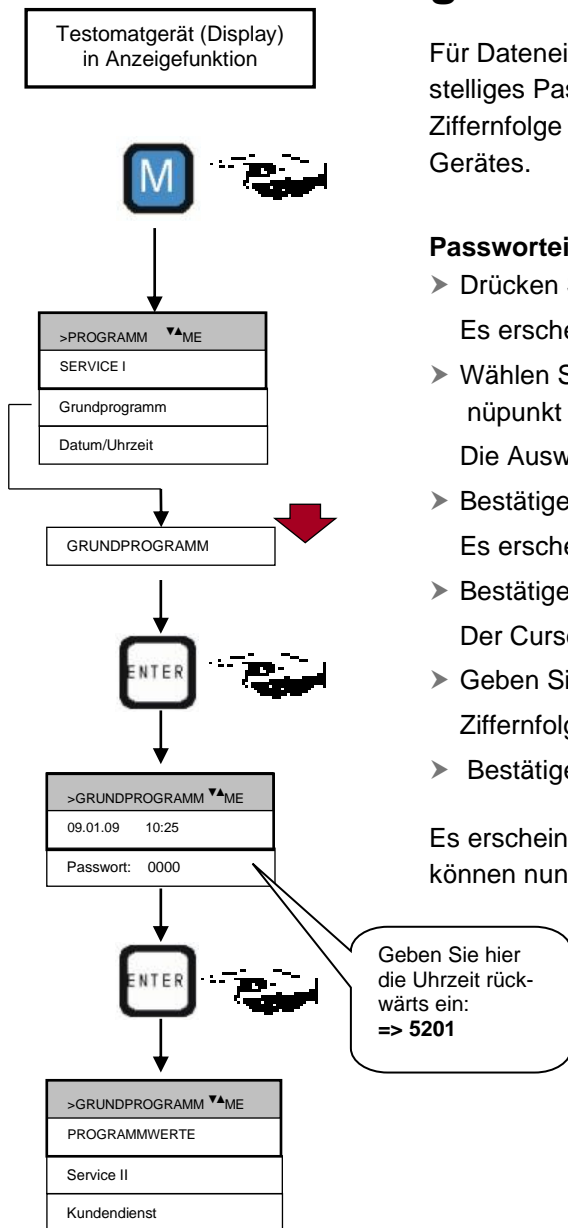 Testomatgerät (Display)
in Anzeigefunktion
M
>PROGRAMM ▼▲ME
SERVICE I
Grundprogramm
Datum/Uhrzeit
GRUNDPROGRAMM
ENTER
>GRUNDPROGRAMM ▼▲ME
09.01.09 10:25
Passwort: 0000
Geben Sie hier
die Uhrzeit rück-
wärts ein:
=> 5201
ENTER
>GRUNDPROGRAMM ▼▲ME
PROGRAMMWERTE
Service II
Kundendienst
Für Datenei
stelliges Pas
Ziffernfolge
Gerätes.
Passwortei
➤ Drücken
Es ersche
➤ Wählen S
nüpunkt
Die Ausw
➤ Bestätige
Es ersche
➤ Bestätige
Der Curs
➤ Geben Si
Ziffernfolg
➤ Bestätige
Es erschein
können nun